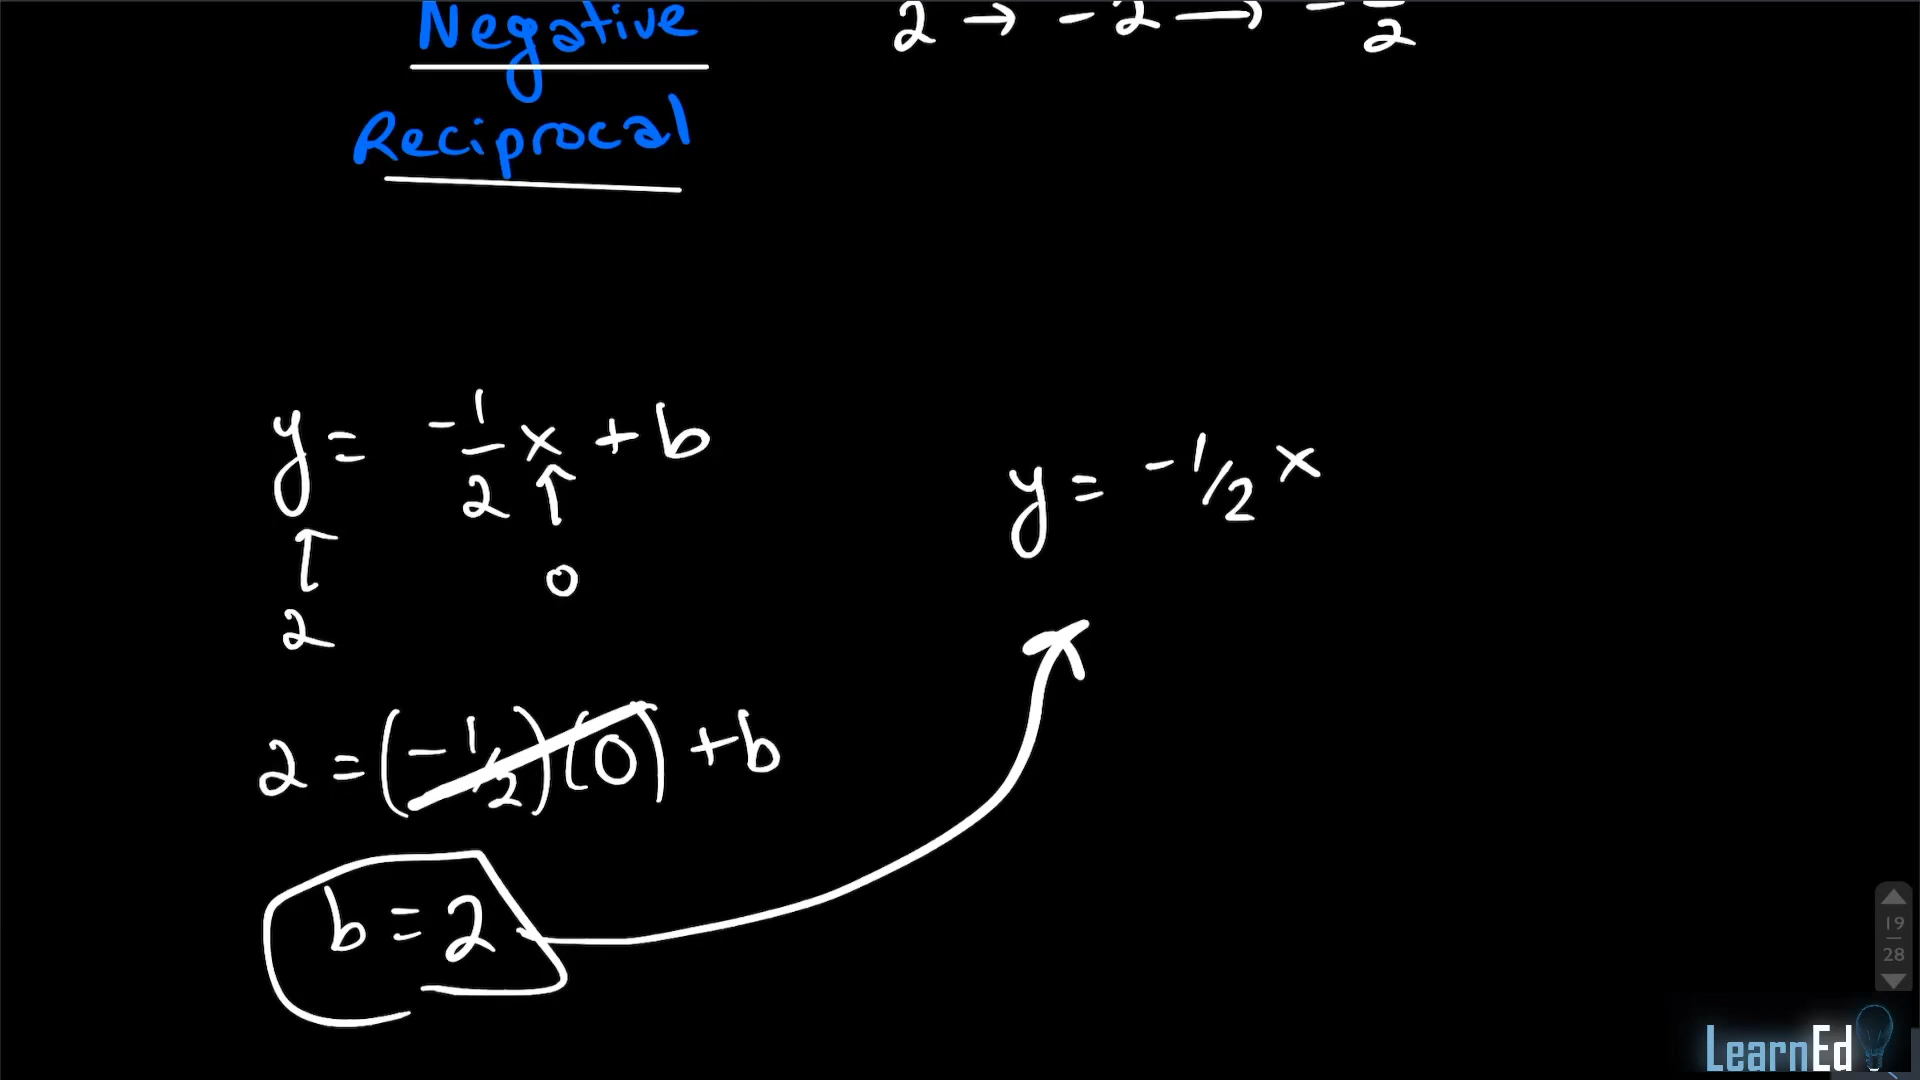 Negative
Reciprocal
2 → -2 → -
2
y = -1/2 x + b
2
0
y = -1/2 x
2 = (-1/2)(0) + b
b = 2
19
28
LearnEd